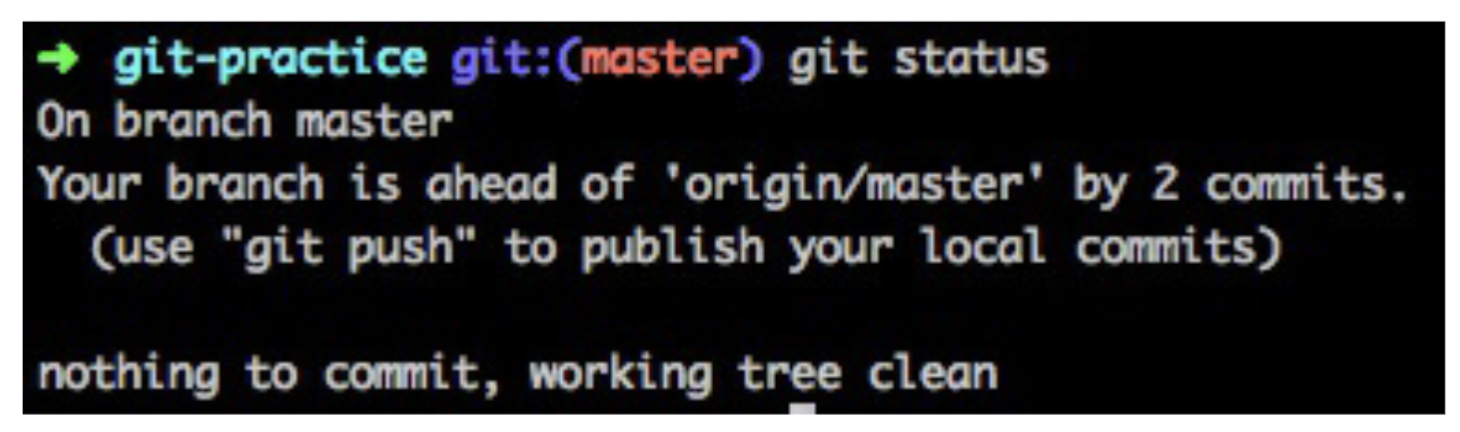 ➜ git-practice git:(master) git status
On branch master
Your branch is ahead of 'origin/master' by 2 commits.
  (use "git push" to publish your local commits)

nothing to commit, working tree clean